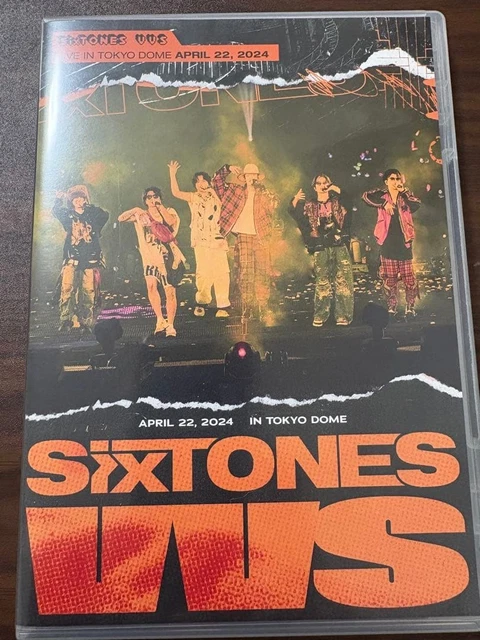 SixTONES VVS
LIVE IN TOKYO DOME APRIL 22, 2024
APRIL 22, 2024 IN TOKYO DOME
SixTONES
VVS